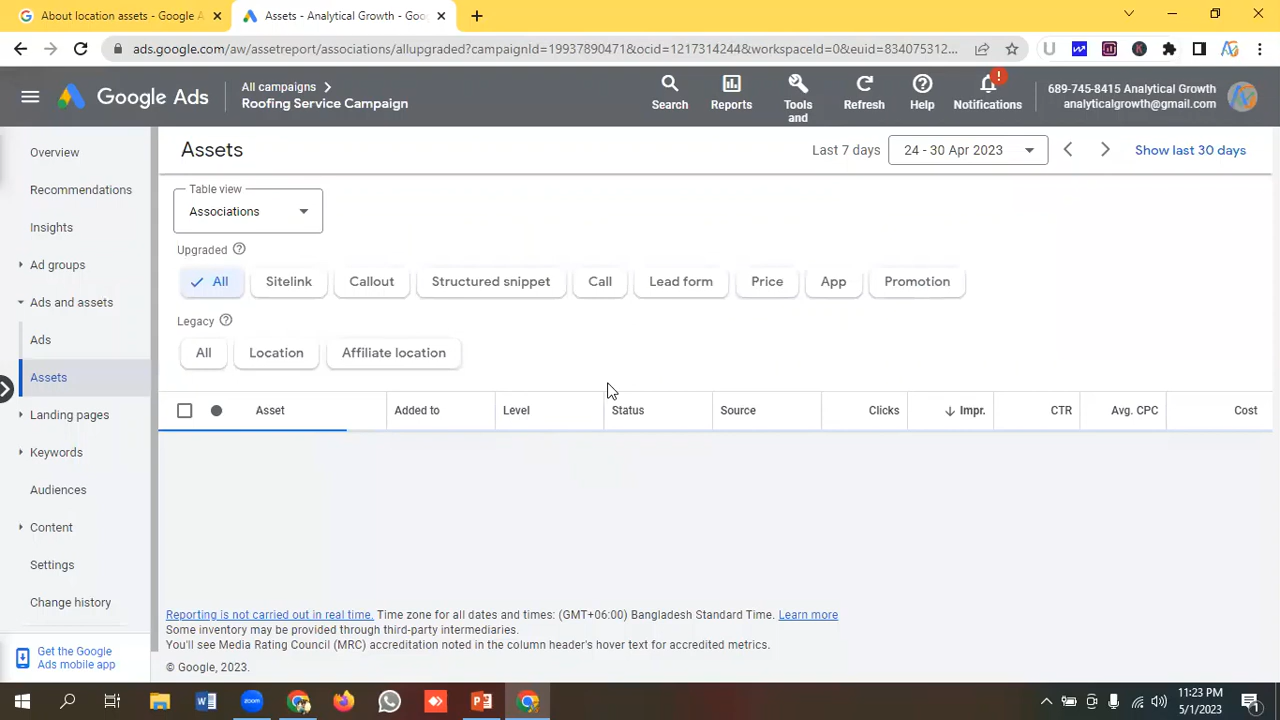 About location assets - Google A
Assets - Analytical Growth - Goo
ads.google.com/aw/assetreport/associations/allupgraded?campaignId=19937890471&ocid=1217314244&workspaceId=0&euid=834075312...
Google Ads
All campaigns
Roofing Service Campaign
Search
Reports
Tools and
Refresh
Help
Notifications
689-745-8415 Analytical Growth
analyticalgrowth@gmail.com
Overview
Recommendations
Insights
Ad groups
Ads and assets
Ads
Assets
Landing pages
Keywords
Audiences
Content
Settings
Change history
Get the Google
Ads mobile app
Assets
Last 7 days
24 - 30 Apr 2023
Show last 30 days
Table view
Associations
Upgraded
All
Sitelink
Callout
Structured snippet
Call
Lead form
Price
App
Promotion
Legacy
All
Location
Affiliate location
Asset
Added to
Level
Status
Source
Clicks
Impr.
CTR
Avg. CPC
Cost
Reporting is not carried out in real time. Time zone for all dates and times: (GMT+06:00) Bangladesh Standard Time. Learn more
Some inventory may be provided through third-party intermediaries.
You'll see Media Rating Council (MRC) accreditation noted in the column header's hover text for accredited metrics.
© Google, 2023.
11:23 PM
5/1/2023